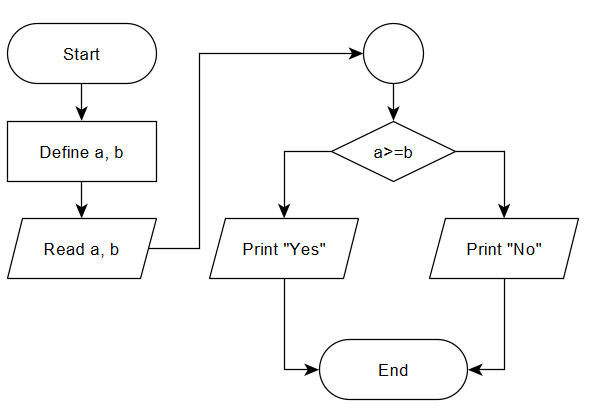 Start
Define a, b
Read a, b
a>=b
Print "Yes"
Print "No"
End